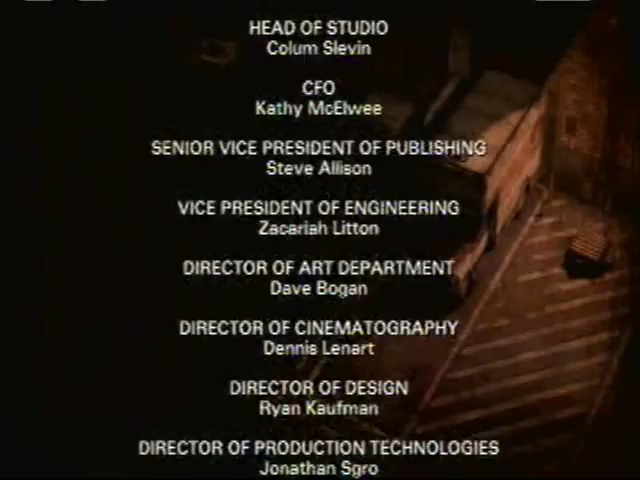 HEAD OF STUDIO
Colum Slevin
CFO
Kathy McElwee
SENIOR VICE PRESIDENT OF PUBLISHING
Steve Allison
VICE PRESIDENT OF ENGINEERING
Zacariah Litton
DIRECTOR OF ART DEPARTMENT
Dave Bogan
DIRECTOR OF CINEMATOGRAPHY
Dennis Lenart
DIRECTOR OF DESIGN
Ryan Kaufman
DIRECTOR OF PRODUCTION TECHNOLOGIES
Jonathan Sgro